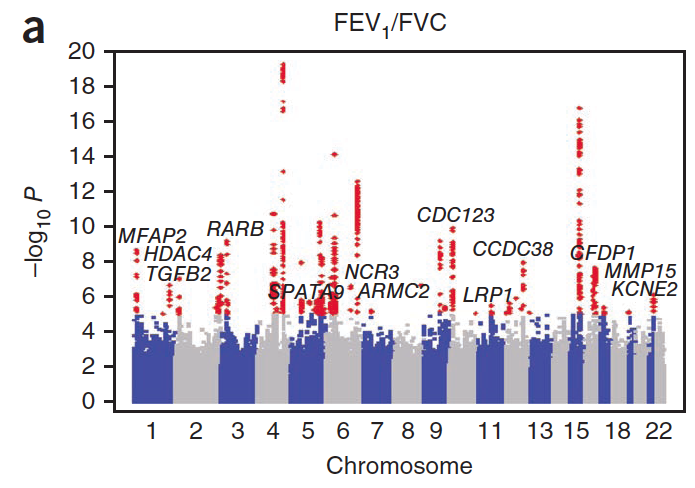 a
FEV1/FVC
20
18
16
14
12
10
8
6
4
2
0
–log10 P
MFAP2
HDAC4
TGFB2
RARB
SPATA9
NCR3
ARMC2
CDC123
LRP1
CCDC38
CFDP1
MMP15
KCNE2
1 2 3 4 5 6 7 8 9 11 13 15 18 22
Chromosome